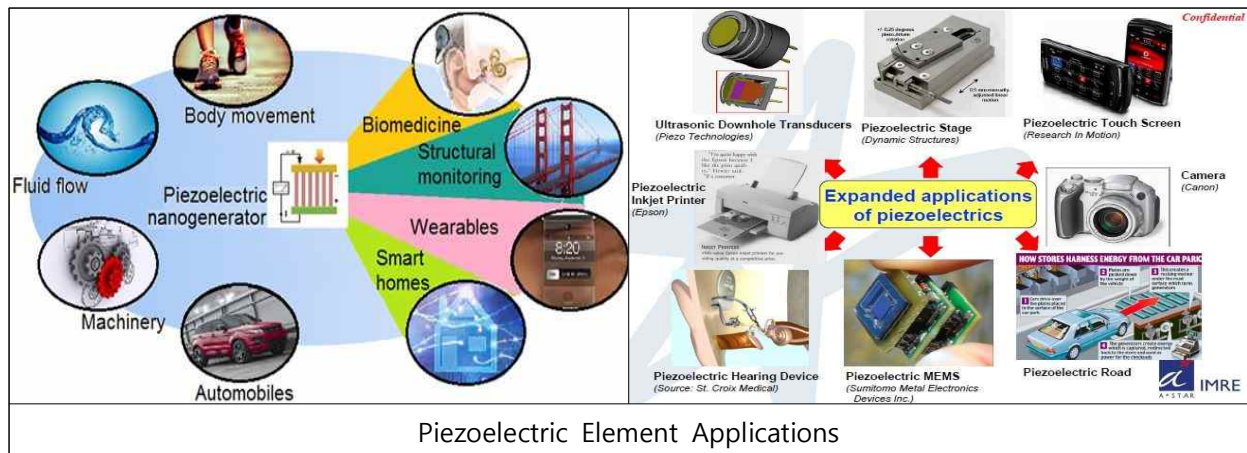 Body movement
Fluid flow
Piezoelectric
nanogenerator
Machinery
Automobiles
Biomedicine
Structural
monitoring
Wearables
Smart
homes
8:20
Confidential
Ultrasonic Downhole Transducers
(Piezo Technologies)
Piezoelectric Stage
(Dynamic Structures)
Piezoelectric Touch Screen
(Research In Motion)
Piezoelectric
Inkjet Printer
(Epson)
Expanded applications
of piezoelectrics
Camera
(Canon)
HOW STORES HARNESS ENERGY FROM THE CAR PARK
Piezoelectric Hearing Device
(Source: St. Croix Medical)
Piezoelectric MEMS
(Sumitomo Metal Electronics
Devices Inc.)
Piezoelectric Road
A*STAR
IMRE
Piezoelectric Element Applications